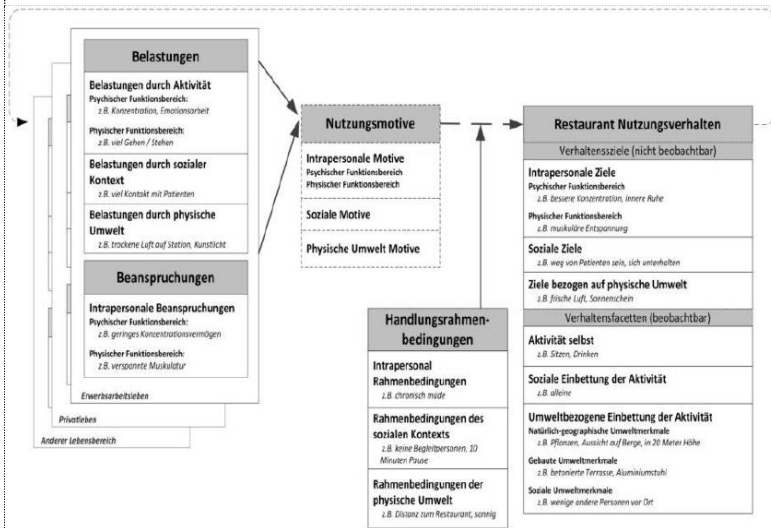 Belastungen
Belastungen durch Aktivität
Psychischer Funktionsbereich:
z.B. Konzentration, Emotionsarbeit
Physischer Funktionsbereich:
z.B. viel Gehen / Stehen
Belastungen durch sozialer
Kontext
z.B. viel Kontakt mit Patienten
Belastungen durch physische
Umwelt
z.B. trockene Luft auf Station, Kunstlicht
Beanspruchungen
Intrapersonale Beanspruchungen
Psychischer Funktionsbereich:
z.B. geringes Konzentrationsvermögen
Physischer Funktionsbereich:
z.B. verspannte Muskulatur
Erwerbsarbeitsleben
Privatleben
Anderer Lebensbereich
Nutzungsmotive
Intrapersonale Motive
Psychischer Funktionsbereich
Physischer Funktionsbereich
Soziale Motive
Physische Umwelt Motive
Handlungsrahmen-
bedingungen
Intrapersonal
Rahmenbedingungen
z.B. chronisch müde
Rahmenbedingungen des
sozialen Kontexts
z.B. keine Begleitpersonen, 10
Minuten Pause
Rahmenbedingungen der
physische Umwelt
z.B. Distanz zum Restaurant, sonnig
Restaurant Nutzungsverhalten
Verhaltenssziele (nicht beobachtbar)
Intrapersonale Ziele
Psychischer Funktionsbereich
z.B. bessere Konzentration, innere Ruhe
Physischer Funktionsbereich
z.B. muskuläre Entspannung
Soziale Ziele
z.B. weg von Patienten sein, sich unterhalten
Ziele bezogen auf physische Umwelt
z.B. frische Luft, Sonnenschein
Verhaltensfacetten (beobachtbar)
Aktivität selbst
z.B. Sitzen, Drinken
Soziale Einbettung der Aktivität
z.B. alleine
Umweltbezogene Einbettung der Aktivität
Natürlich-geographische Umweltmerkmale
z.B. Pflanzen, Aussicht auf Berge, in 20 Meter Höhe
Gebaute Umweltmerkmale
z.B. betonierte Terrasse, Aluminiumstuhl
Soziale Umweltmerkmale
z.B. wenige andere Personen vor Ort